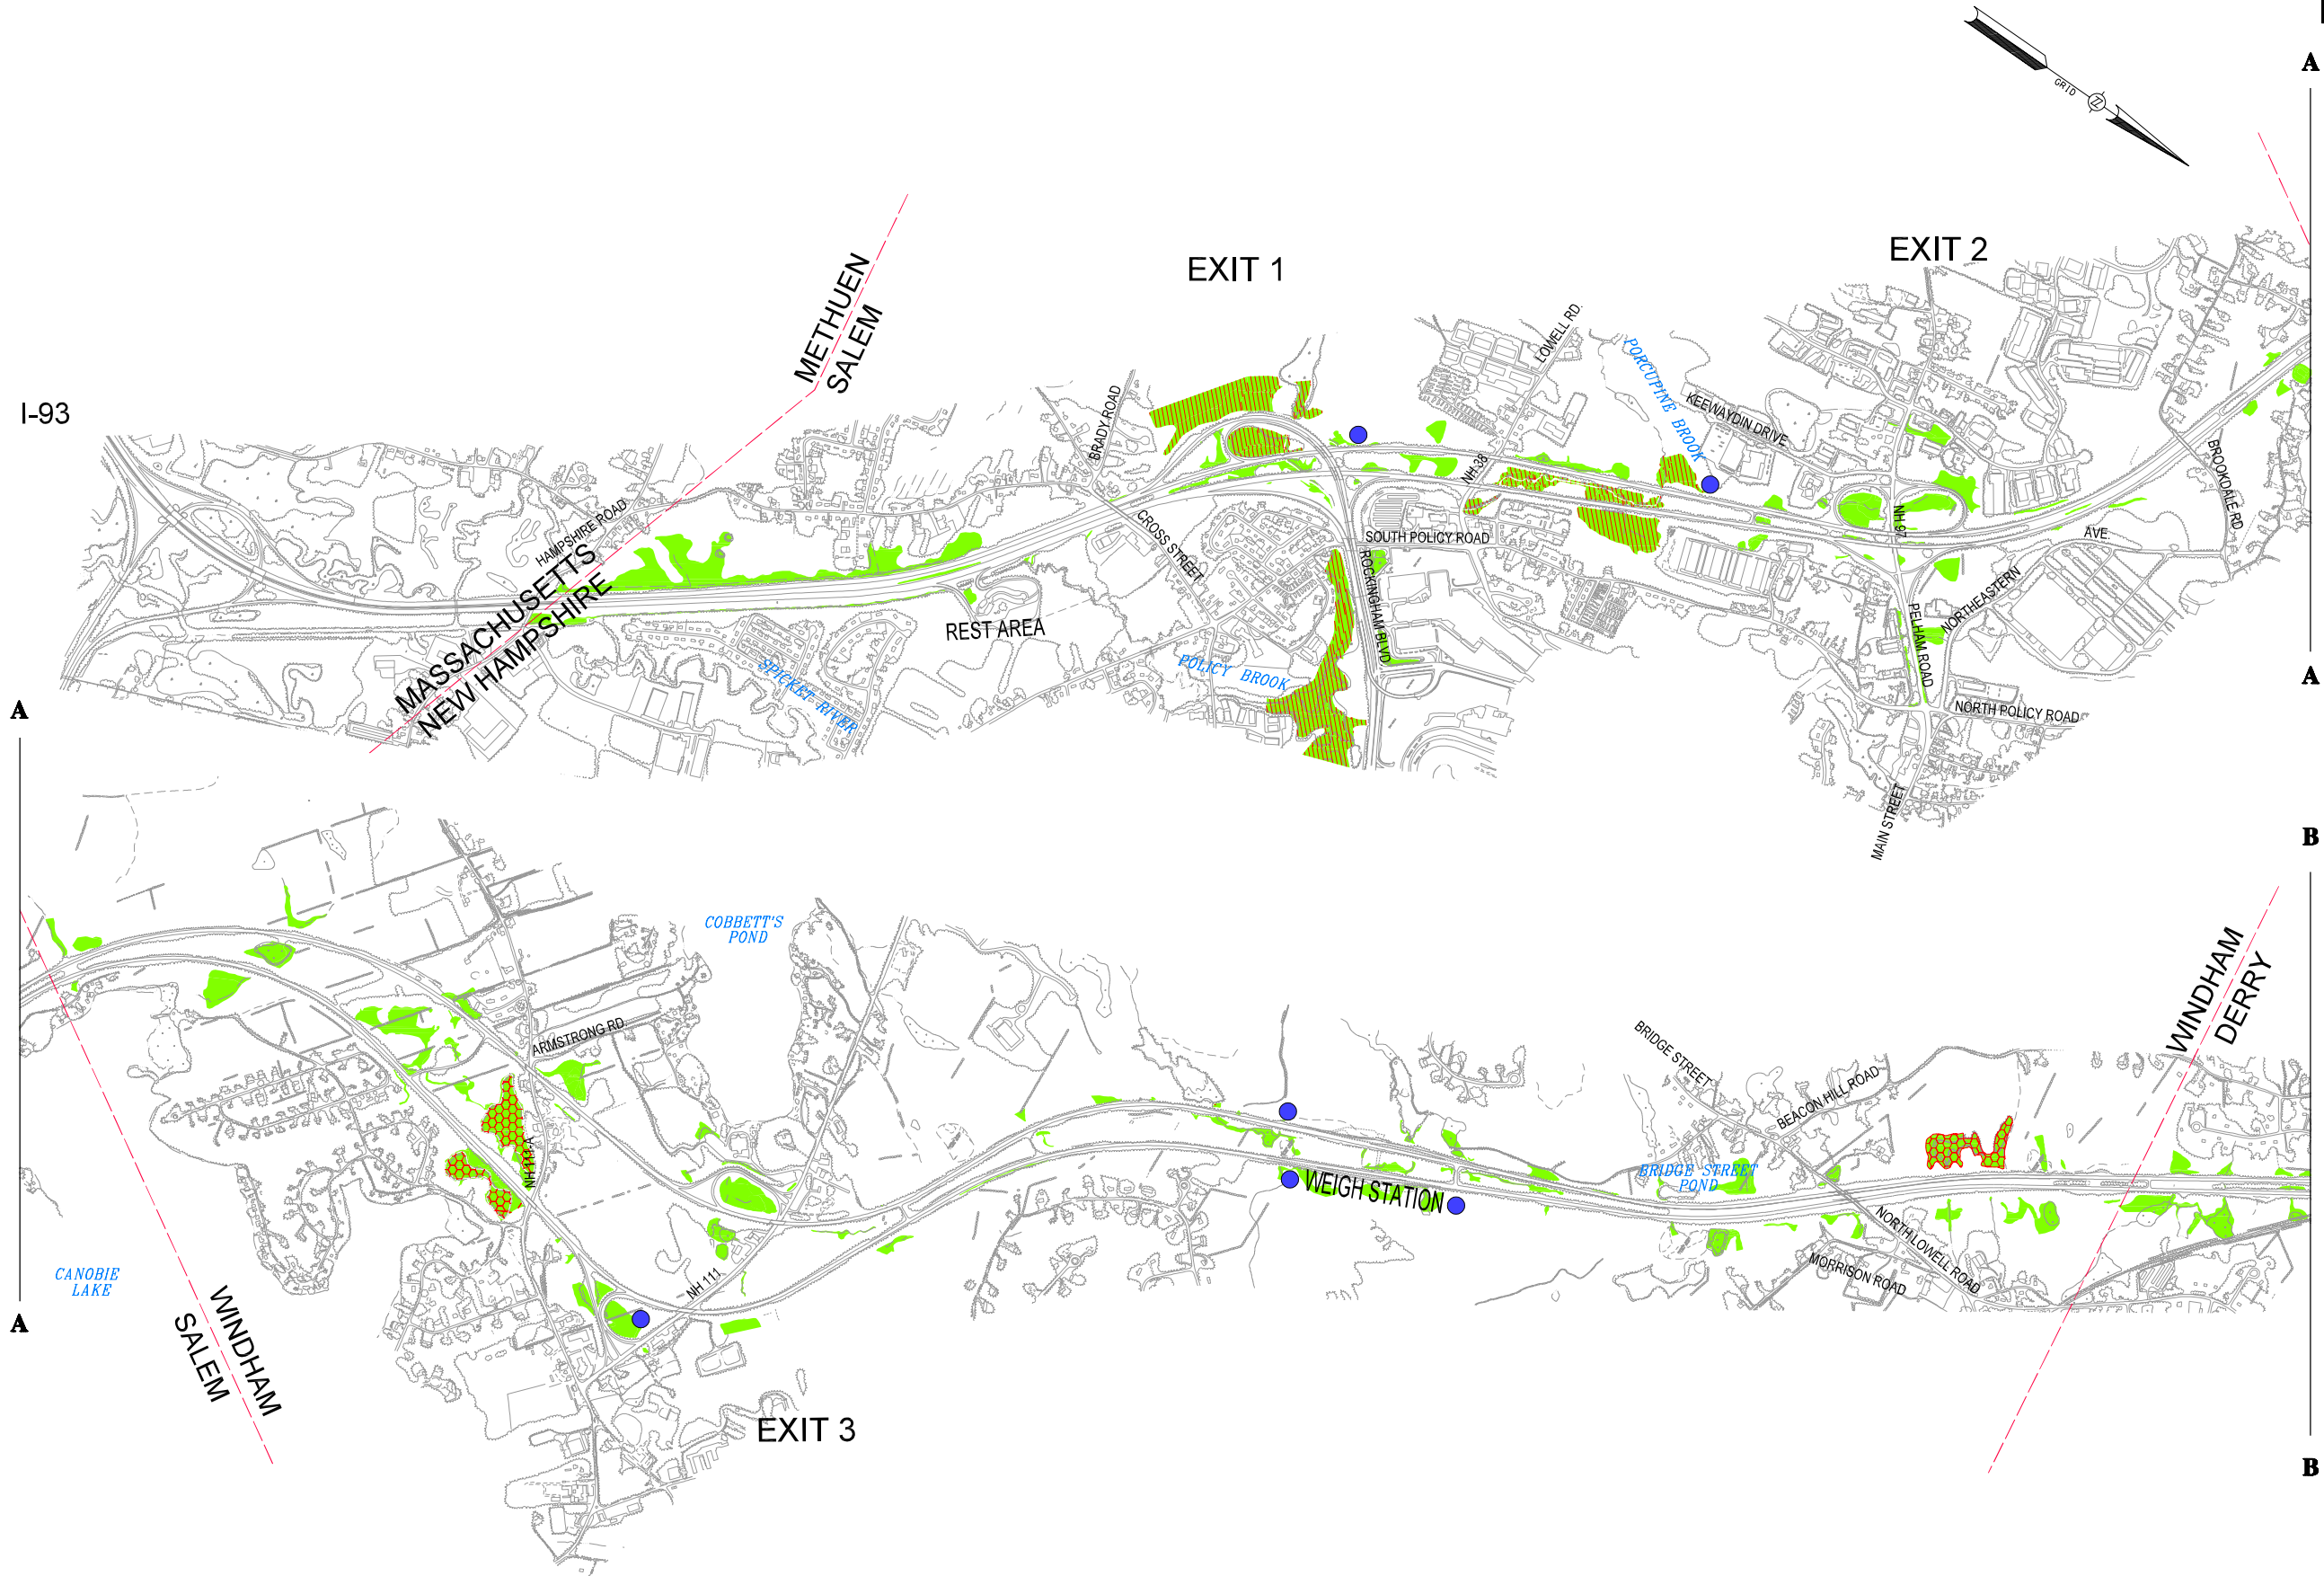 A
GRID
EXIT 2
METHUEN
SALEM
EXIT 1
LOWELL RD.
PORCUPINE BROOK
KEEWAYDIN DRIVE
I-93
BRADY ROAD
NH 38
BROOKDALE RD
HAMPSHIRE ROAD
CROSS STREET
NH 97
AVE.
SOUTH POLICY ROAD
MASSACHUSETTS
NEW HAMPSHIRE
ROCKINGHAM BLVD.
NORTHEASTERN
REST AREA
PELHAM ROAD
SPICKET RIVER
POLICY BROOK
A
NORTH POLICY ROAD
A
MAIN STREET
B
COBBETT'S
POND
WINDHAM
DERRY
ARMSTRONG RD.
BRIDGE STREET
BEACON HILL ROAD
NH 111-A
BRIDGE STREET
POND
WEIGH STATION
NORTH LOWELL ROAD
MORRISON ROAD
NH 111
CANOBIE
LAKE
WINDHAM
SALEM
A
EXIT 3
B